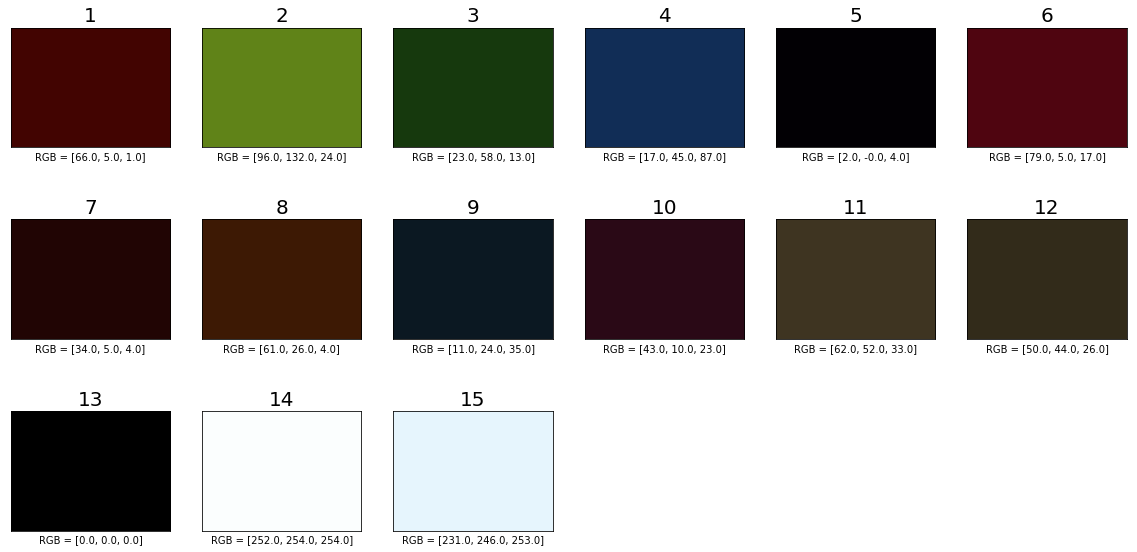 1 2 3 4 5 6
RGB = [66.0, 5.0, 1.0] RGB = [96.0, 132.0, 24.0] RGB = [23.0, 58.0, 13.0] RGB = [17.0, 45.0, 87.0] RGB = [2.0, -0.0, 4.0] RGB = [79.0, 5.0, 17.0]
7 8 9 10 11 12
RGB = [34.0, 5.0, 4.0] RGB = [61.0, 26.0, 4.0] RGB = [11.0, 24.0, 35.0] RGB = [43.0, 10.0, 23.0] RGB = [62.0, 52.0, 33.0] RGB = [50.0, 44.0, 26.0]
13 14 15
RGB = [0.0, 0.0, 0.0] RGB = [252.0, 254.0, 254.0] RGB = [231.0, 246.0, 253.0]